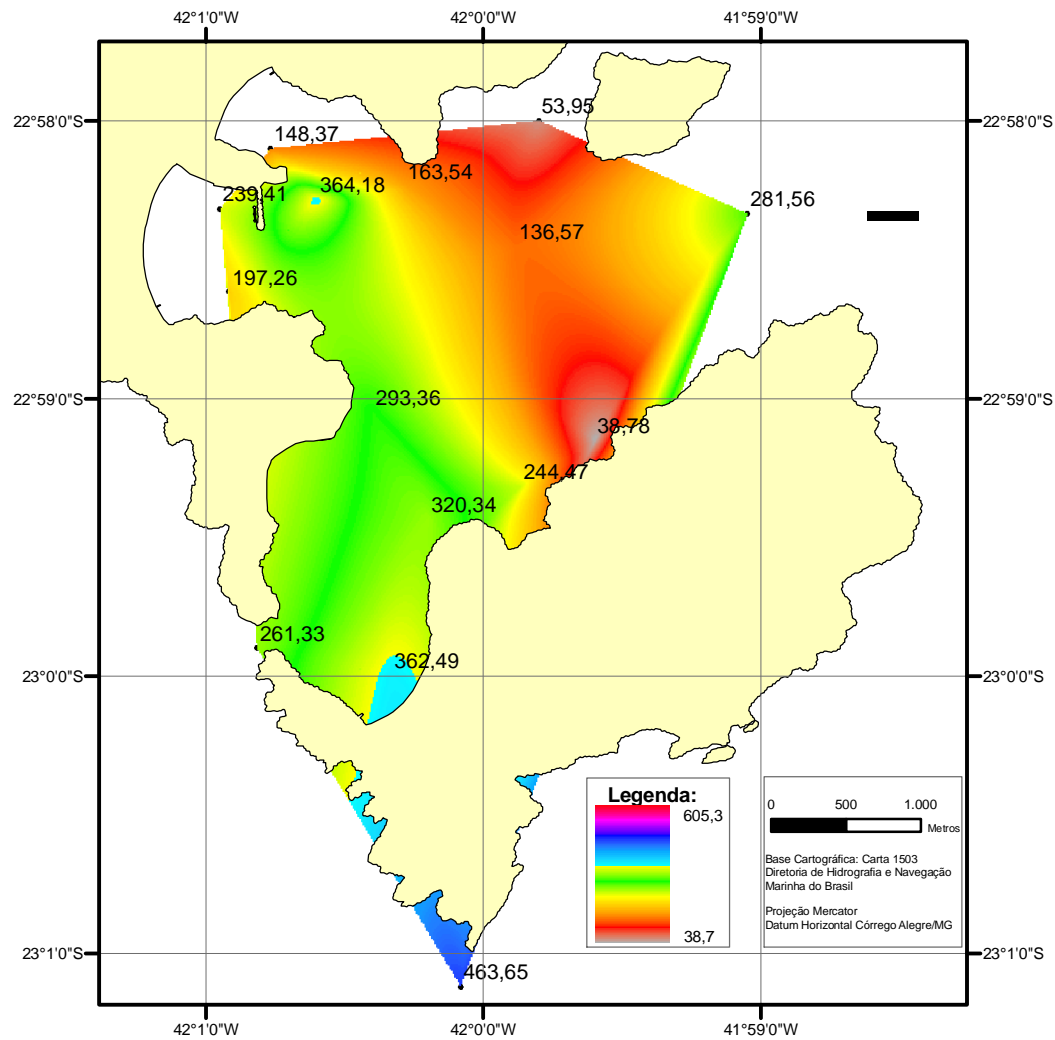 42°1'0"W 42°0'0"W 41°59'0"W
22°58'0"S 22°58'0"S
53,95
148,37
163,54
364,18
239,41
281,56
136,57
197,26
22°59'0"S 22°59'0"S
293,36
38,78
244,47
320,34
261,33
362,49
23°0'0"S 23°0'0"S
Legenda:
605,3
38,7
0 500 1.000
Metros
Base Cartográfica: Carta 1503
Diretoria de Hidrografia e Navegação
Marinha do Brasil
Projeção Mercator
Datum Horizontal Córrego Alegre/MG
23°1'0"S 23°1'0"S
463,65
42°1'0"W 42°0'0"W 41°59'0"W